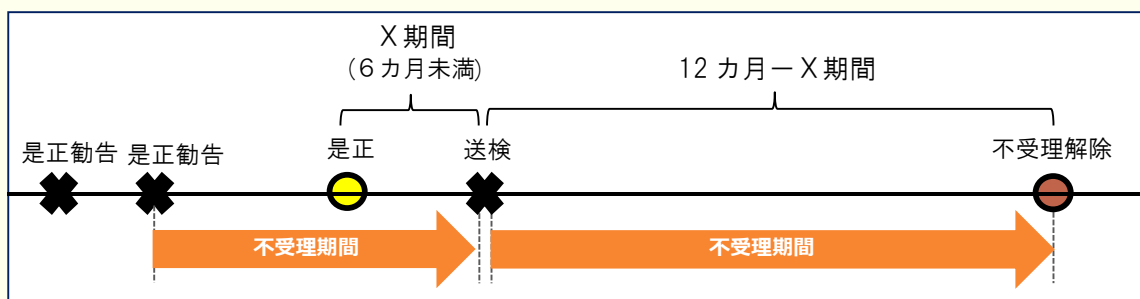 X期間
(6カ月未満)
12カ月－X期間
是正勧告
是正勧告
是正
送検
不受理解除
不受理期間
不受理期間